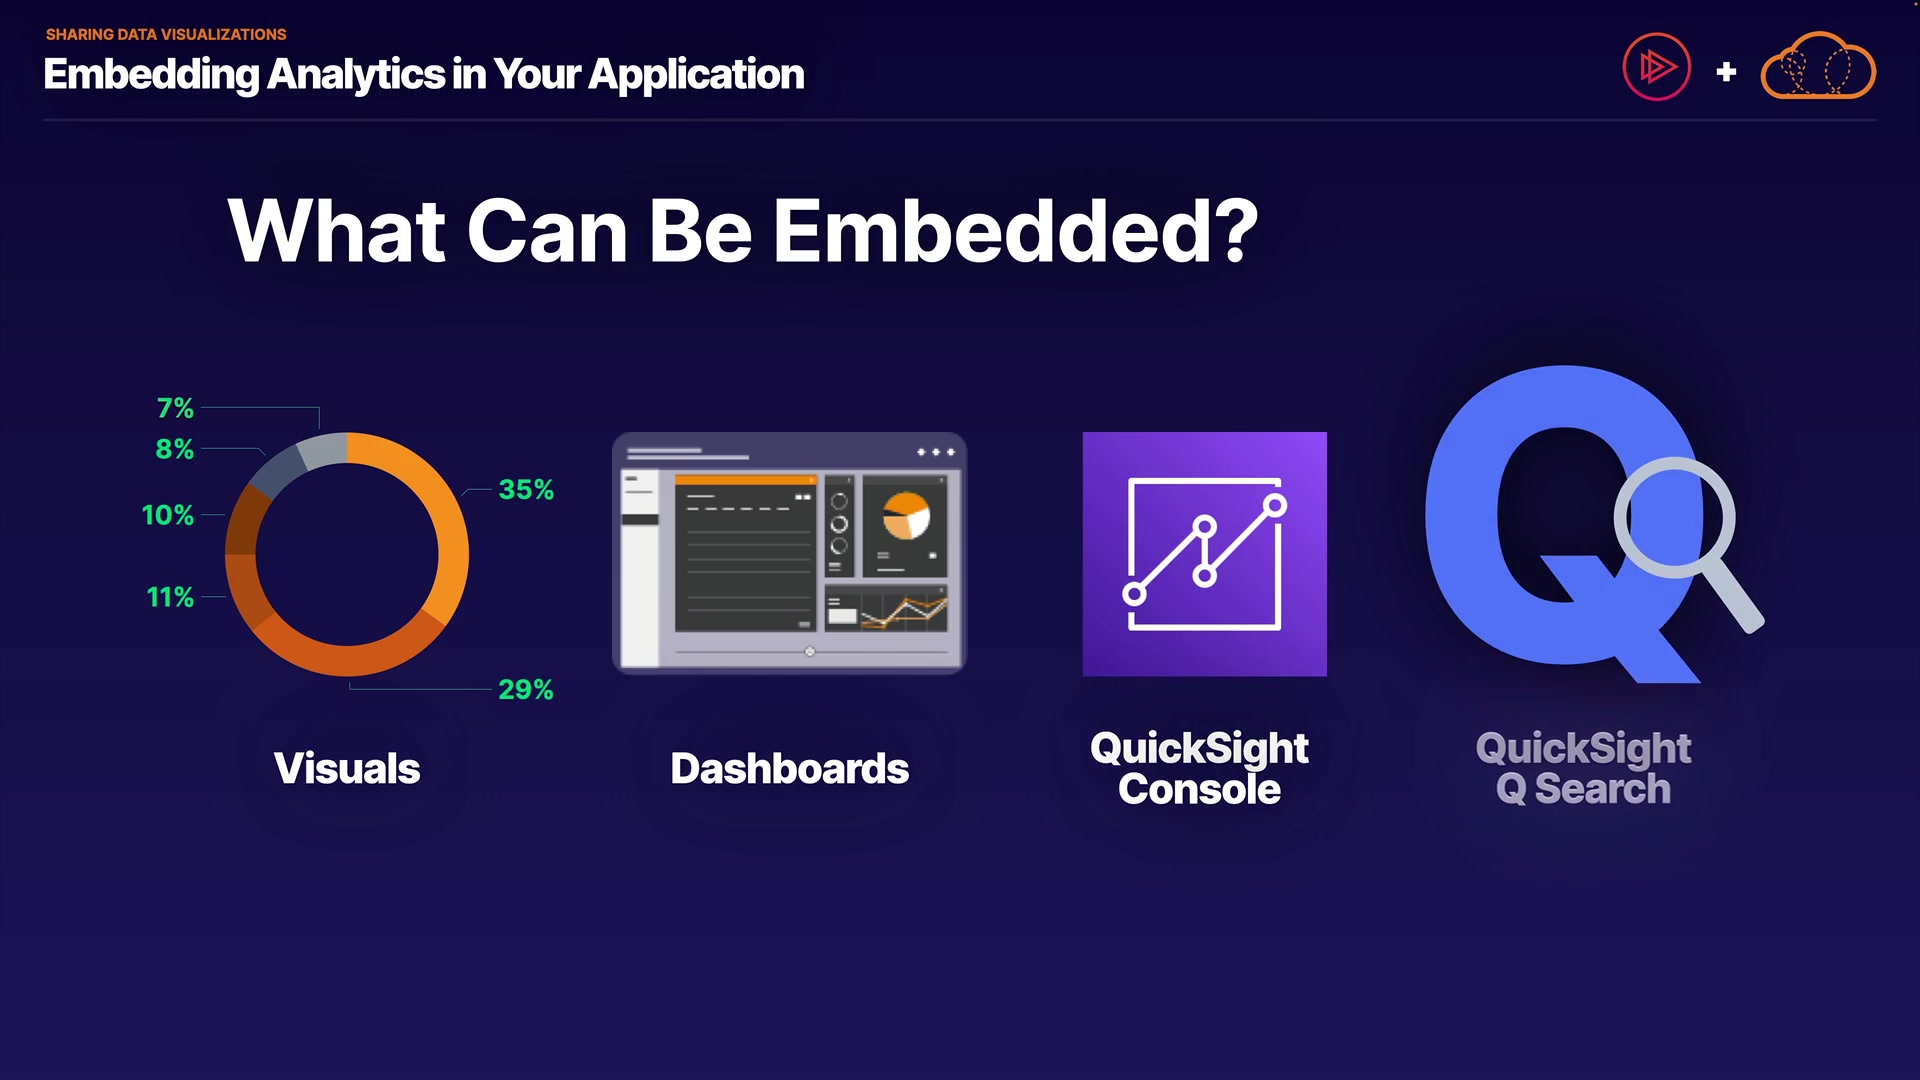 SHARING DATA VISUALIZATIONS
Embedding Analytics in Your Application
+
What Can Be Embedded?
7%
8%
10%
11%
35%
29%
Q
Visuals
Dashboards
QuickSight
Console
QuickSight
Q Search